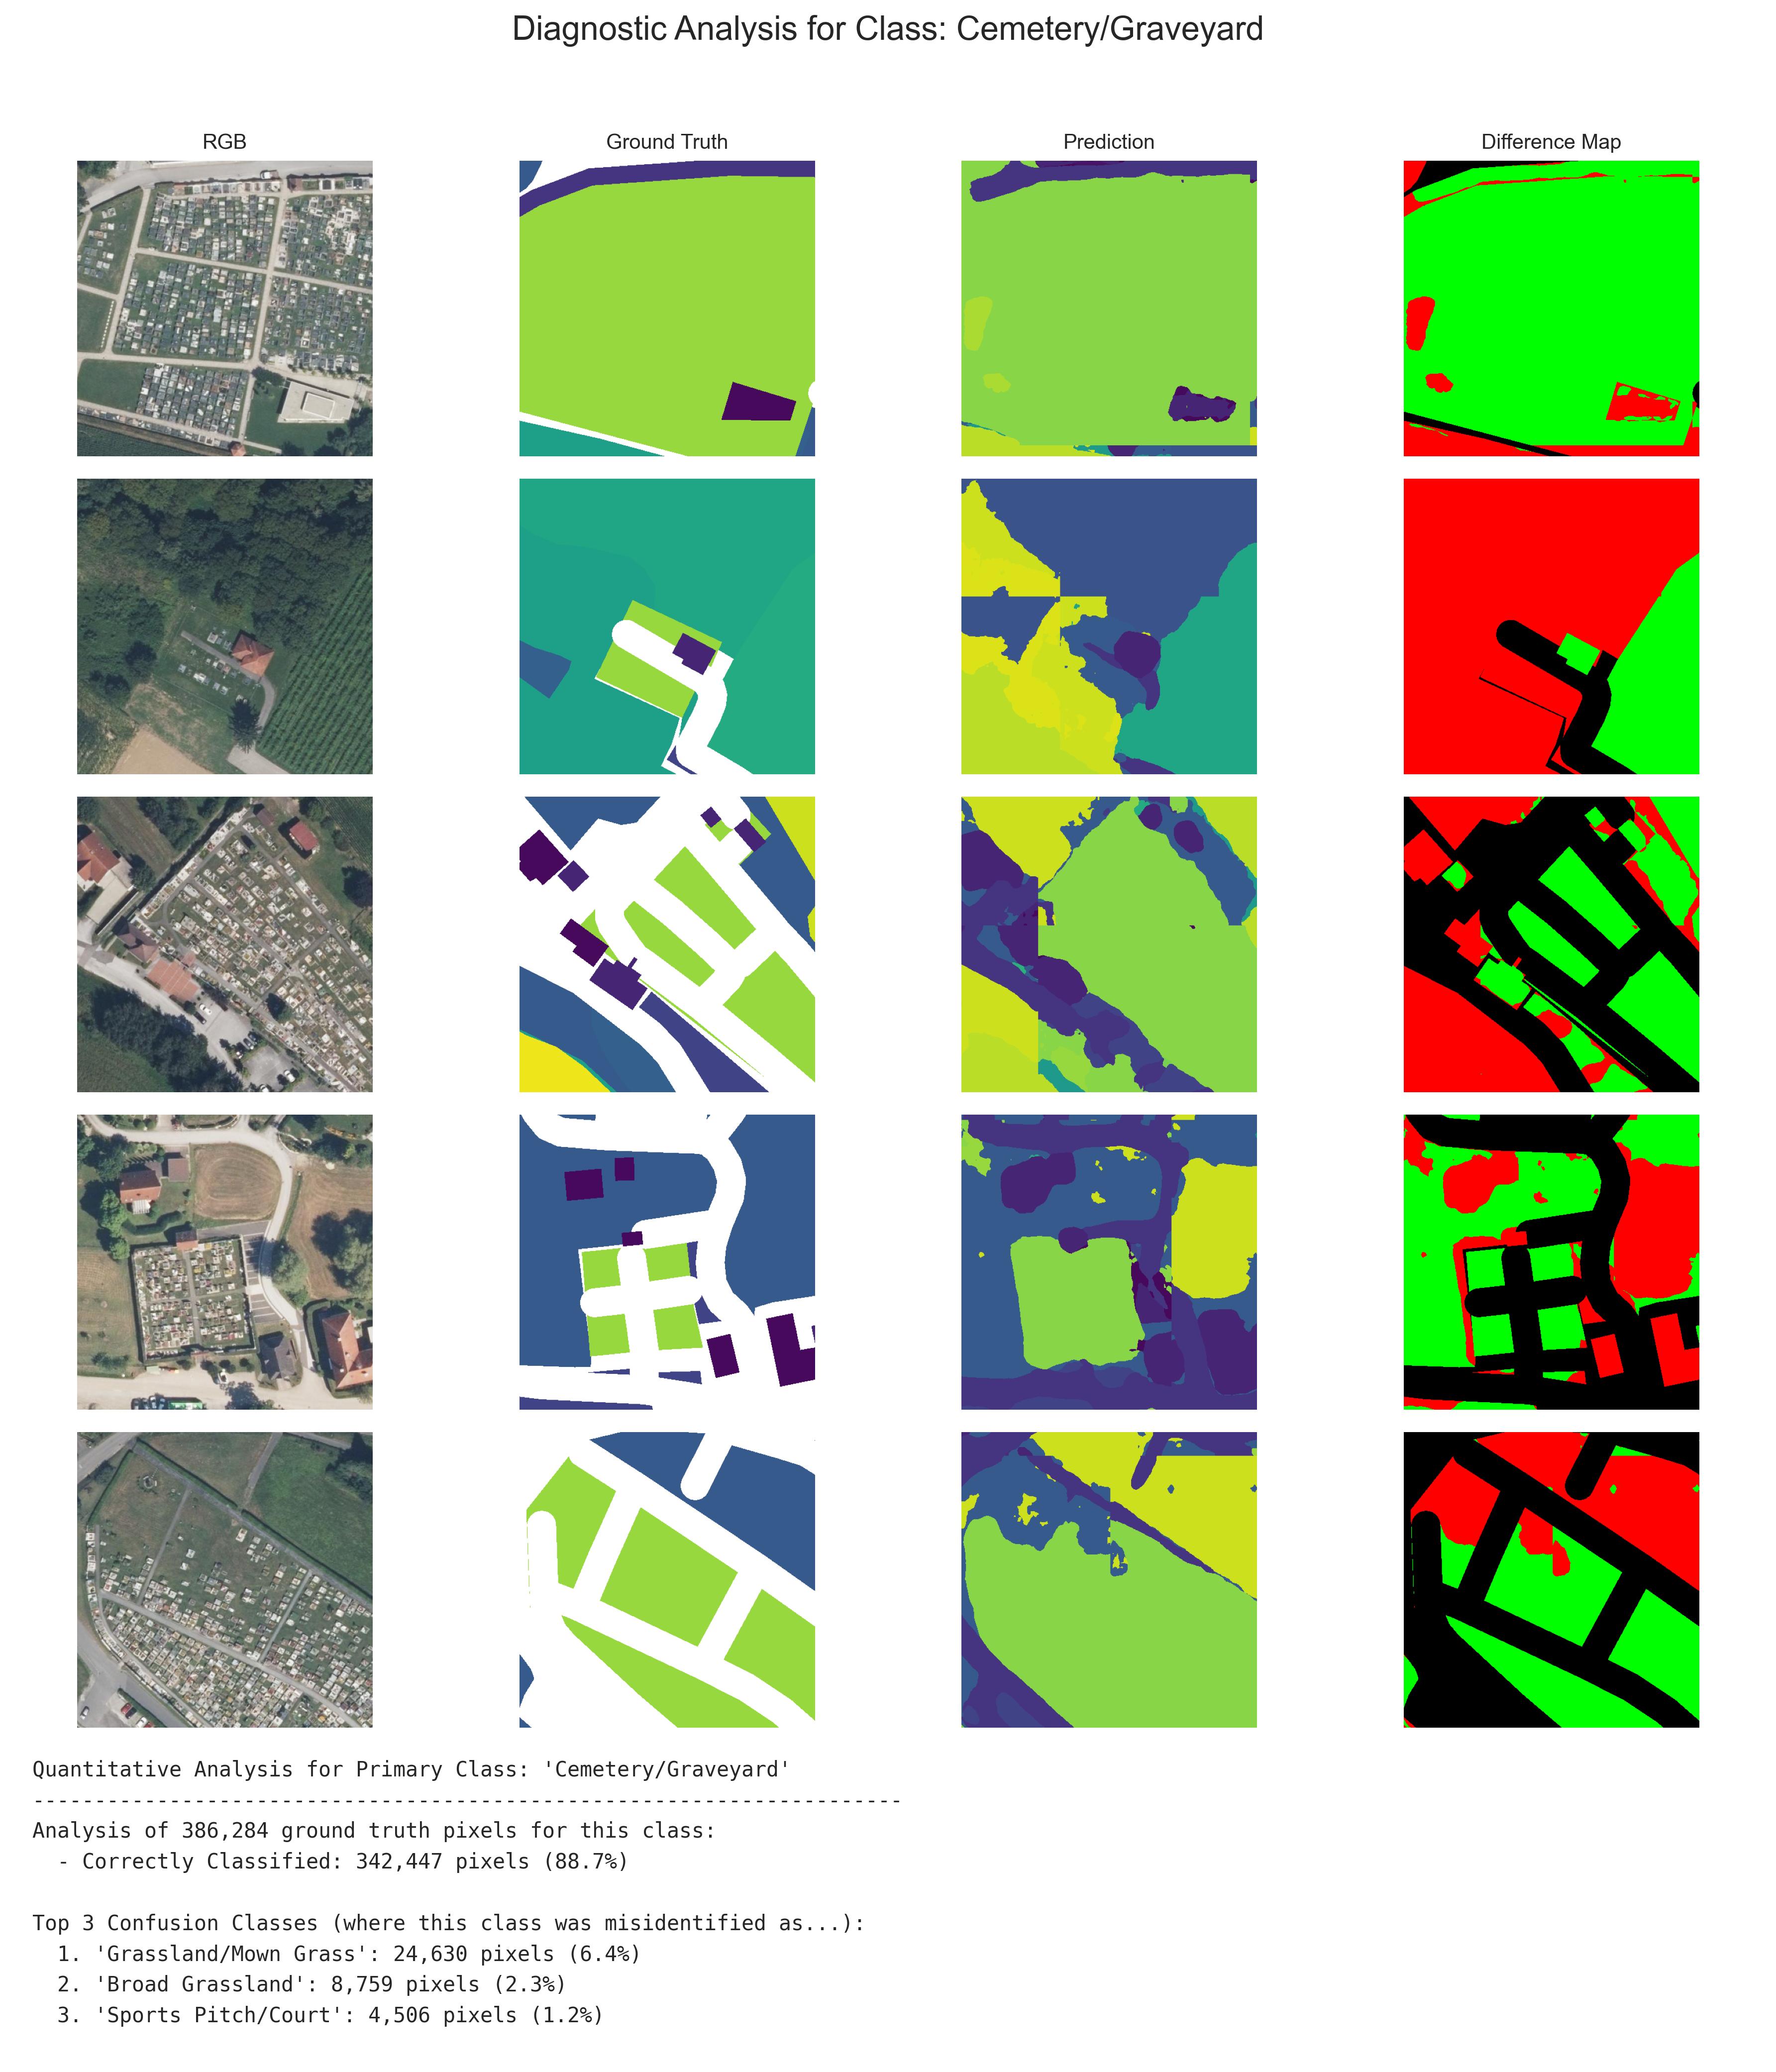 Diagnostic Analysis for Class: Cemetery/Graveyard
RGB
Ground Truth
Prediction
Difference Map
Quantitative Analysis for Primary Class: 'Cemetery/Graveyard'
----------------------------------------------------------------------
Analysis of 386,284 ground truth pixels for this class:
- Correctly Classified: 342,447 pixels (88.7%)
Top 3 Confusion Classes (where this class was misidentified as...):
1. 'Grassland/Mown Grass': 24,630 pixels (6.4%)
2. 'Broad Grassland': 8,759 pixels (2.3%)
3. 'Sports Pitch/Court': 4,506 pixels (1.2%)